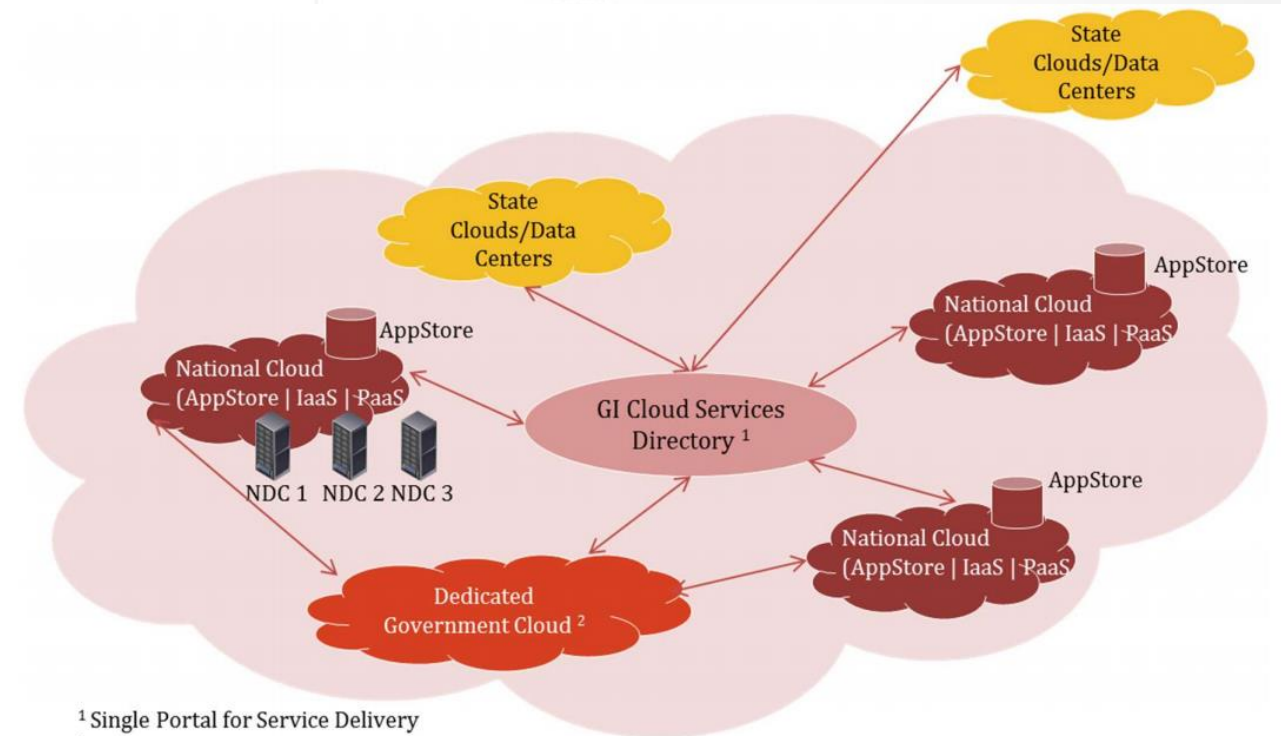 State
Clouds/Data
Centers
State
Clouds/Data
Centers
AppStore
National Cloud
(AppStore | IaaS | PaaS
AppStore
National Cloud
(AppStore | IaaS | PaaS
NDC 1 NDC 2 NDC 3
GI Cloud Services
Directory ¹
AppStore
National Cloud
(AppStore | IaaS | PaaS
Dedicated
Government Cloud ²
¹ Single Portal for Service Delivery